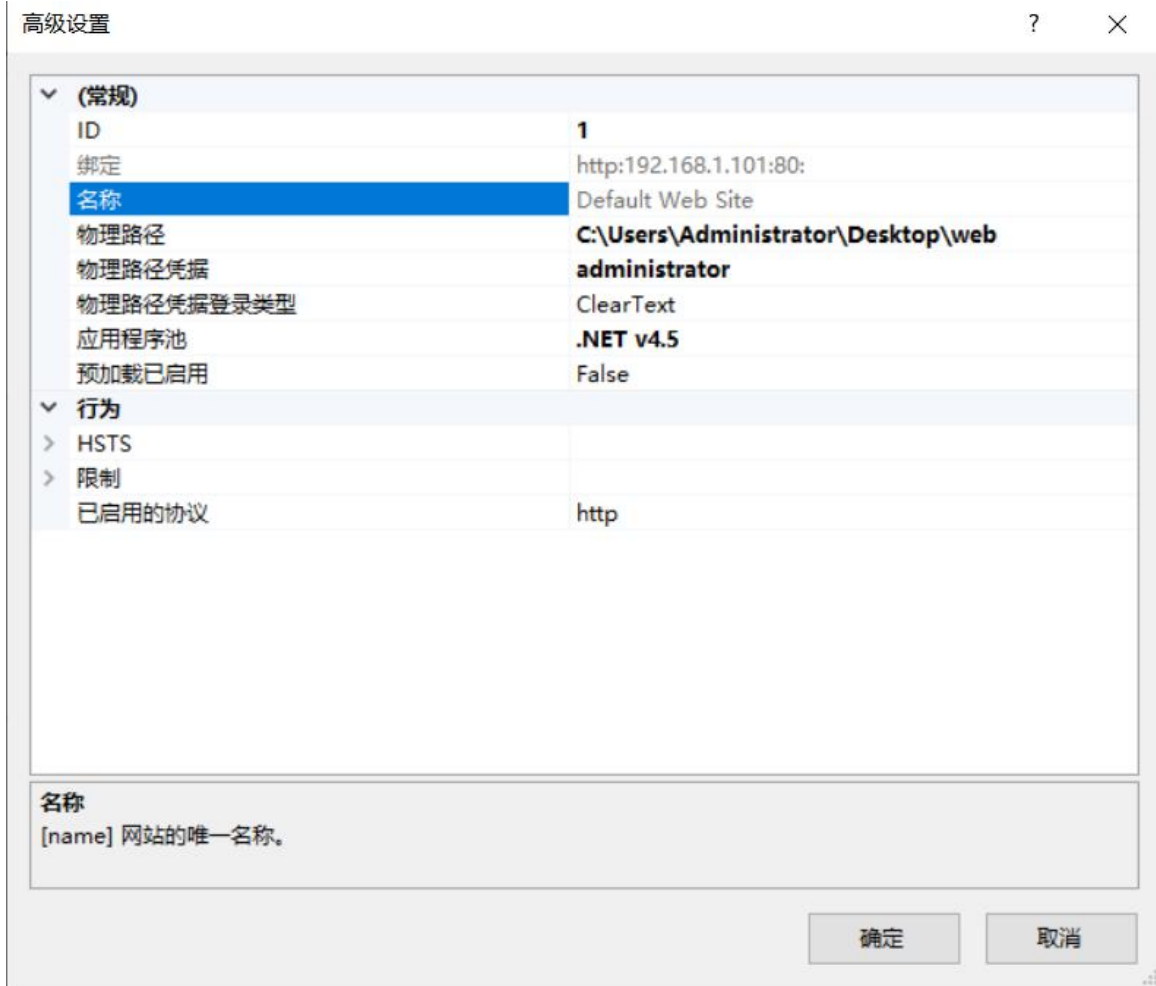 高级设置
(常规)
ID 1
绑定 http:192.168.1.101:80:
名称 Default Web Site
物理路径 C:\Users\Administrator\Desktop\web
物理路径凭据 administrator
物理路径凭据登录类型 ClearText
应用程序池 .NET v4.5
预加载已启用 False
行为
HSTS
限制
已启用的协议 http
名称
[name] 网站的唯一名称。
确定 取消